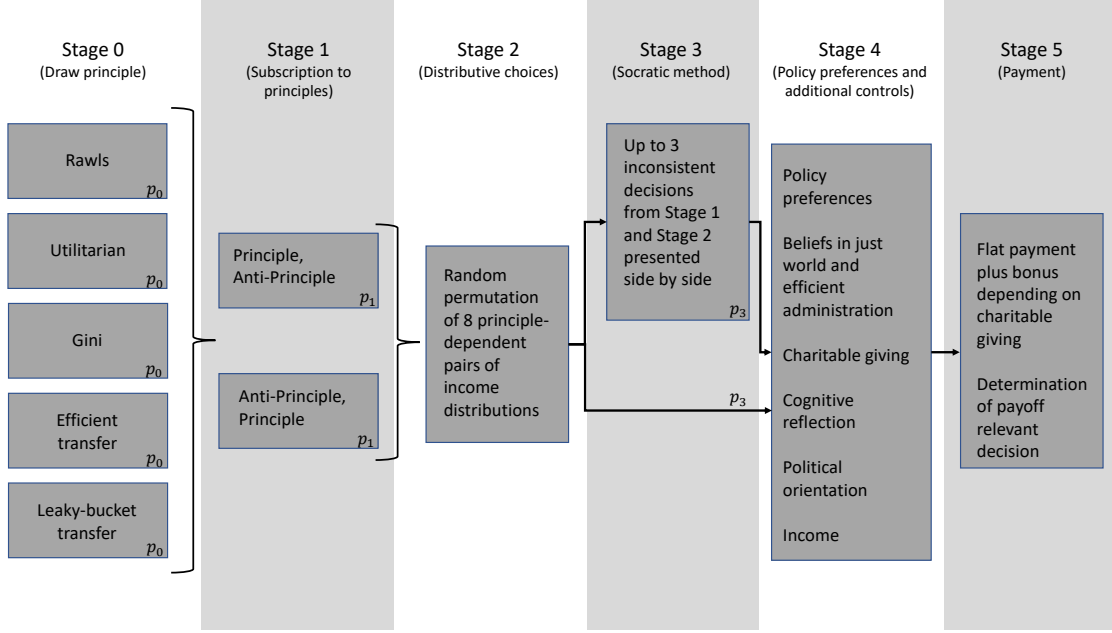 Stage 0
(Draw principle)
Rawls
p₀
Utilitarian
p₀
Gini
p₀
Efficient
transfer
p₀
Leaky-bucket
transfer
p₀
Stage 1
(Subscription to
principles)
Principle,
Anti-Principle
p₁
Anti-Principle,
Principle
p₁
Stage 2
(Distributive choices)
Random
permutation
of 8 principle-
dependent
pairs of
income
distributions
Stage 3
(Socratic method)
Up to 3
inconsistent
decisions
from Stage 1
and Stage 2
presented
side by side
p₃
p₃
Stage 4
(Policy preferences and
additional controls)
Policy
preferences
Beliefs in just
world and
efficient
administration
Charitable giving
Cognitive
reflection
Political
orientation
Income
Stage 5
(Payment)
Flat payment
plus bonus
depending on
charitable
giving
Determination
of payoff
relevant
decision